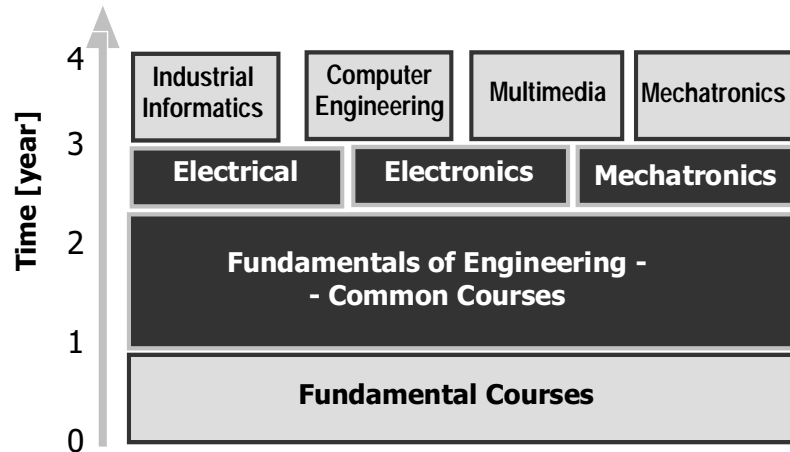 Time [year]
4
3
2
1
0
Industrial
Informatics
Computer
Engineering
Multimedia
Mechatronics
Electrical
Electronics
Mechatronics
Fundamentals of Engineering -
- Common Courses
Fundamental Courses